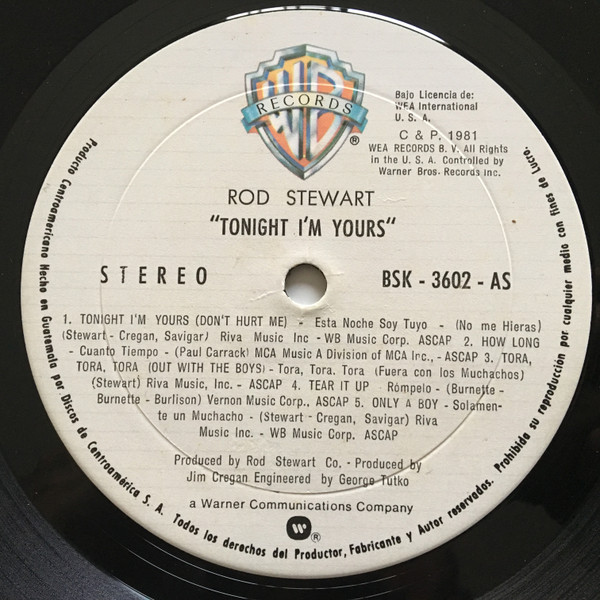 WB
RECORDS
®
Bajo Licencia de:
WEA International
U. S. A.
C & P. 1981
WEA RECORDS B. V. All Rights
in the U. S. A. Controlled by
Warner Bros. Records Inc.
ROD STEWART
"TONIGHT I'M YOURS"
STEREO
BSK - 3602 - AS
1. TONIGHT I'M YOURS (DON'T HURT ME) - Esta Noche Soy Tuyo - (No me Hieras)
(Stewart - Cregan, Savigar) Riva Music Inc - WB Music Corp. ASCAP 2. HOW LONG
- Cuanto Tiempo - (Paul Carrack) MCA Music A Division of MCA Inc., - ASCAP 3. TORA,
TORA, TORA (OUT WITH THE BOYS) - Tora, Tora. Tora (Fuera con los Muchachos)
(Stewart) Riva Music, Inc. - ASCAP 4. TEAR IT UP - Rómpelo - (Burnette -
Burnette - Burlison) Vernon Music Corp., ASCAP 5. ONLY A BOY - Solamen-
te un Muchacho - (Stewart - Cregan, Savigar) Riva
Music Inc. - WB Music Corp. ASCAP
Produced by Rod Stewart Co. - Produced by
Jim Cregan Engineered by George Tutko
a Warner Communications Company
®
Producto Centroamericano Hecho en Guatemala por Discos de Centroamérica S. A. Todos los derechos del Productor, Fabricante y Autor reservados. Prohibida su reproducción por cualquier medio con fines de Lucro.